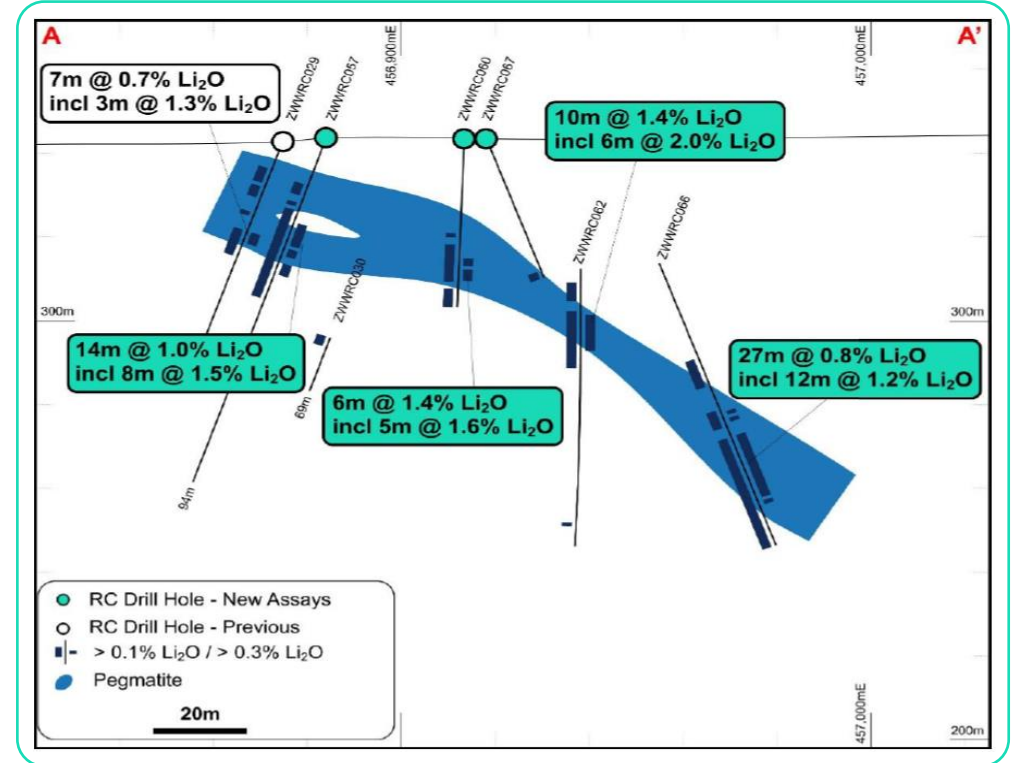 A
A'
456,900mE
457,000mE
ZWWRC029
ZWWRC057
ZWWRC060
ZWWRC067
7m @ 0.7% Li₂O
incl 3m @ 1.3% Li₂O
10m @ 1.4% Li₂O
incl 6m @ 2.0% Li₂O
ZWWRC062
ZWWRC066
ZWWRC030
300m
300m
14m @ 1.0% Li₂O
incl 8m @ 1.5% Li₂O
27m @ 0.8% Li₂O
incl 12m @ 1.2% Li₂O
6m @ 1.4% Li₂O
incl 5m @ 1.6% Li₂O
69m
94m
RC Drill Hole - New Assays
RC Drill Hole - Previous
> 0.1% Li₂O / > 0.3% Li₂O
Pegmatite
20m
457,000mE
200m